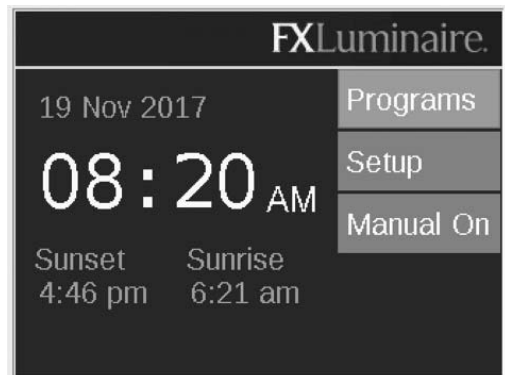 FXLuminaire.
19 Nov 2017
08:20 AM
Sunset Sunrise
4:46 pm 6:21 am
Programs
Setup
Manual On